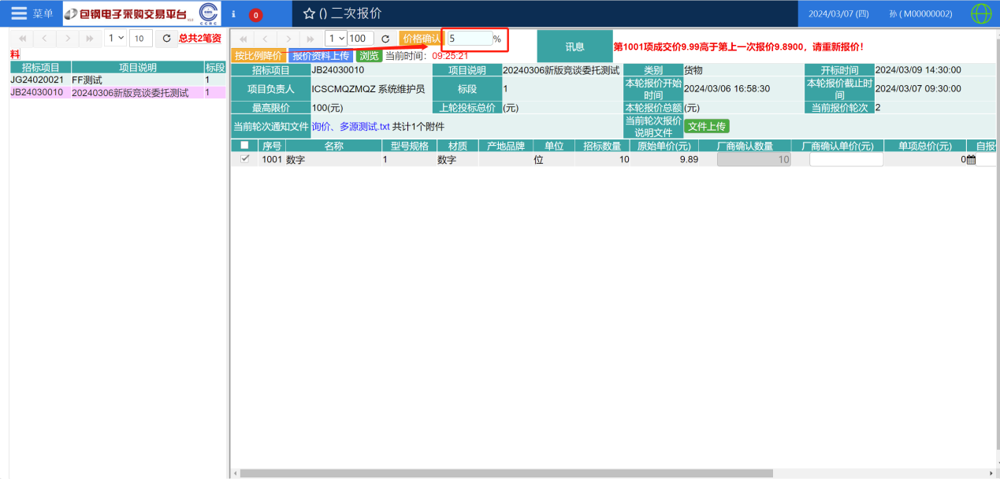 菜单 包钢电子采购交易平台 i 0 ☆ () 二次报价 2024/03/07 (四) 孙 ( M00000002)
1 10 总共2笔资料
招标项目 项目说明 标段
JG24020021 FF测试 1
JB24030010 20240306新版竞谈委托测试 1
1 100 价格确认 5 %
按比例降价 报价资料上传 浏览 当前时间: 09:25:21
讯息 第1001项成交价9.99高于第上一次报价9.8900，请重新报价！
招标项目 JB24030010 项目说明 20240306新版竞谈委托测试 类别 货物 开标时间 2024/03/09 14:30:00
项目负责人 ICSCMQZMQZ 系统维护员 标段 1 本轮报价开始时间 2024/03/06 16:58:30 本轮报价截止时间 2024/03/07 09:30:00
最高限价 100(元) 上轮投标总价 (元) 本轮报价总额 (元) 当前报价轮次 2
当前轮次通知文件 询价、多源测试.txt 共计1个附件 当前轮次报价说明文件 文件上传
序号 名称 型号规格 材质 产地品牌 单位 招标数量 原始单价(元) 厂商确认数量 厂商确认单价(元) 单项总价(元) 自报
1001 数字 1 数字 位 10 9.89 10 0